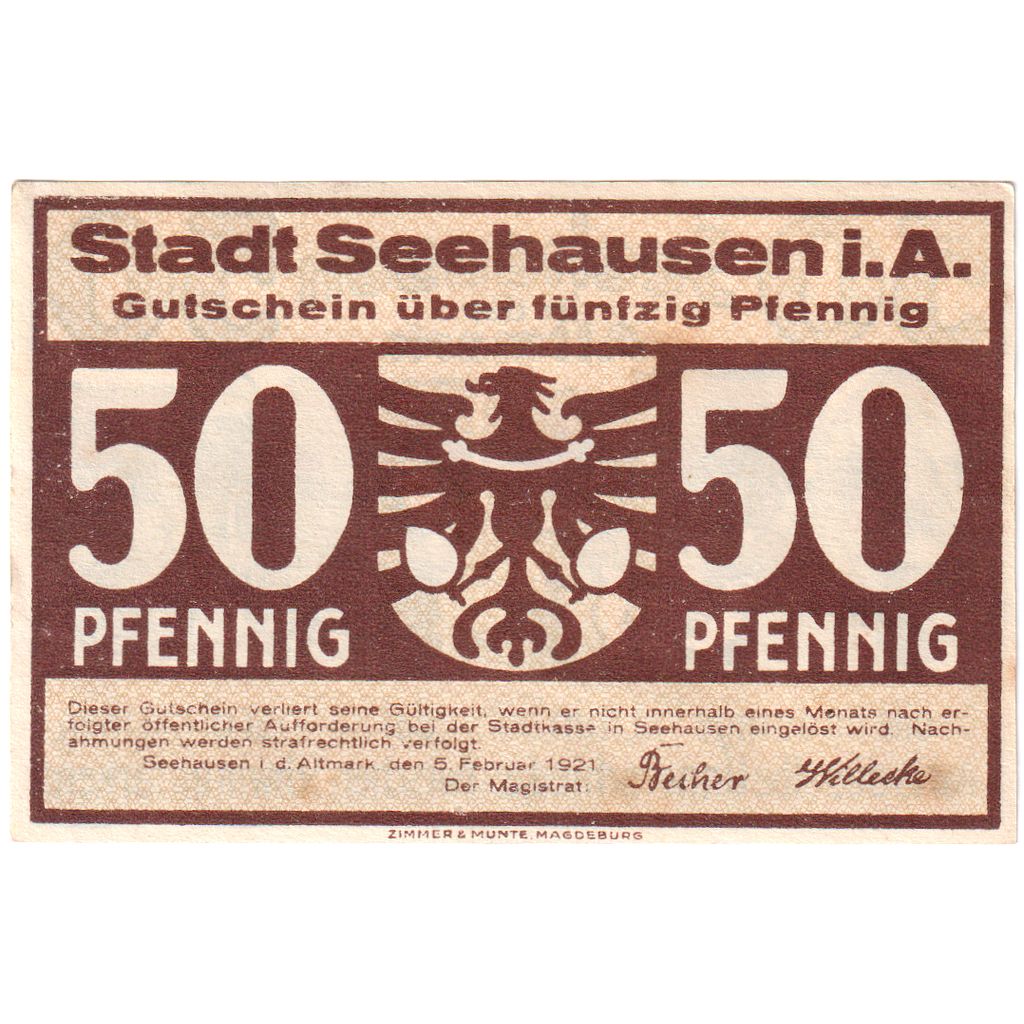 Stadt Seehausen i.A.
Gutschein über fünfzig Pfennig
50 50
PFENNIG PFENNIG
Dieser Gutschein verliert seine Gültigkeit, wenn er nicht innerhalb eines Monats nach er-
folgter öffentlicher Aufforderung bei der Stadtkasse in Seehausen eingelöst wird. Nach-
ahmungen werden strafrechtlich verfolgt.
Seehausen i. d. Altmark, den 5. Februar 1921.
Der Magistrat: Becher Willecke
ZIMMER & MUNTE, MAGDEBURG